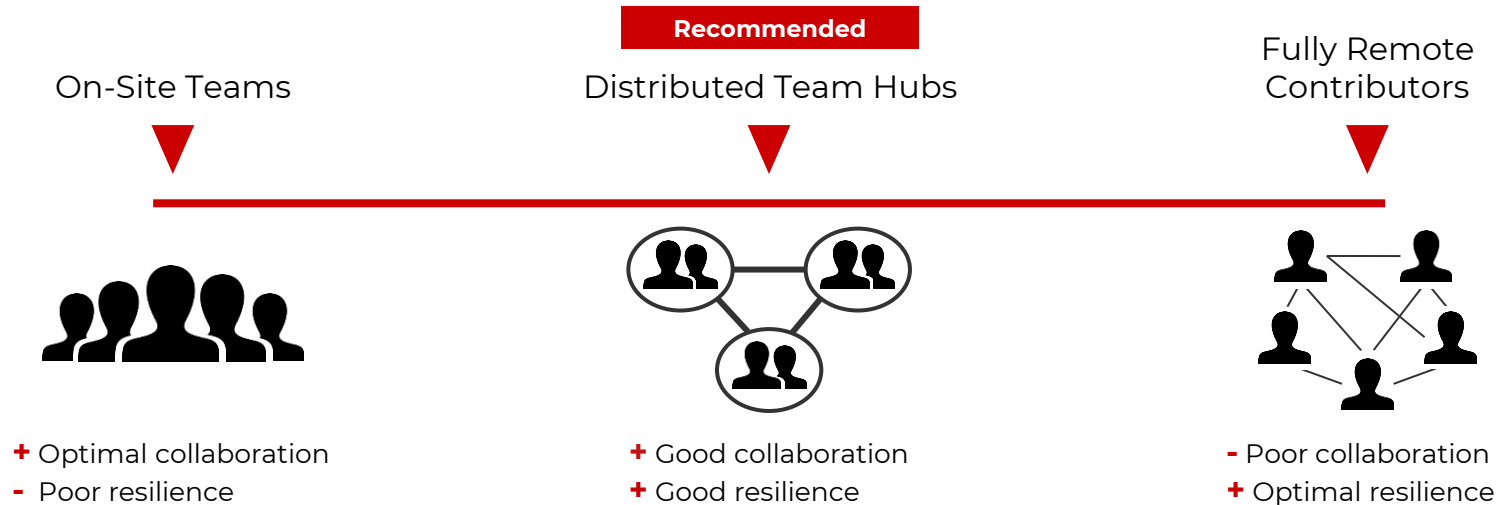 Recommended
On-Site Teams
Distributed Team Hubs
Fully Remote
Contributors
+ Optimal collaboration
- Poor resilience
+ Good collaboration
+ Good resilience
- Poor collaboration
+ Optimal resilience